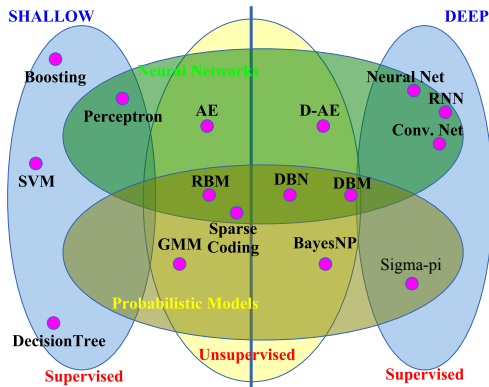 SHALLOW
DEEP
Boosting
Neural Networks
Neural Net
Perceptron
AE
D-AE
RNN
Conv. Net
SVM
RBM
DBN
DBM
Sparse
Coding
GMM
BayesNP
Sigma-pi
Probabilistic Models
DecisionTree
Unsupervised
Supervised
Supervised